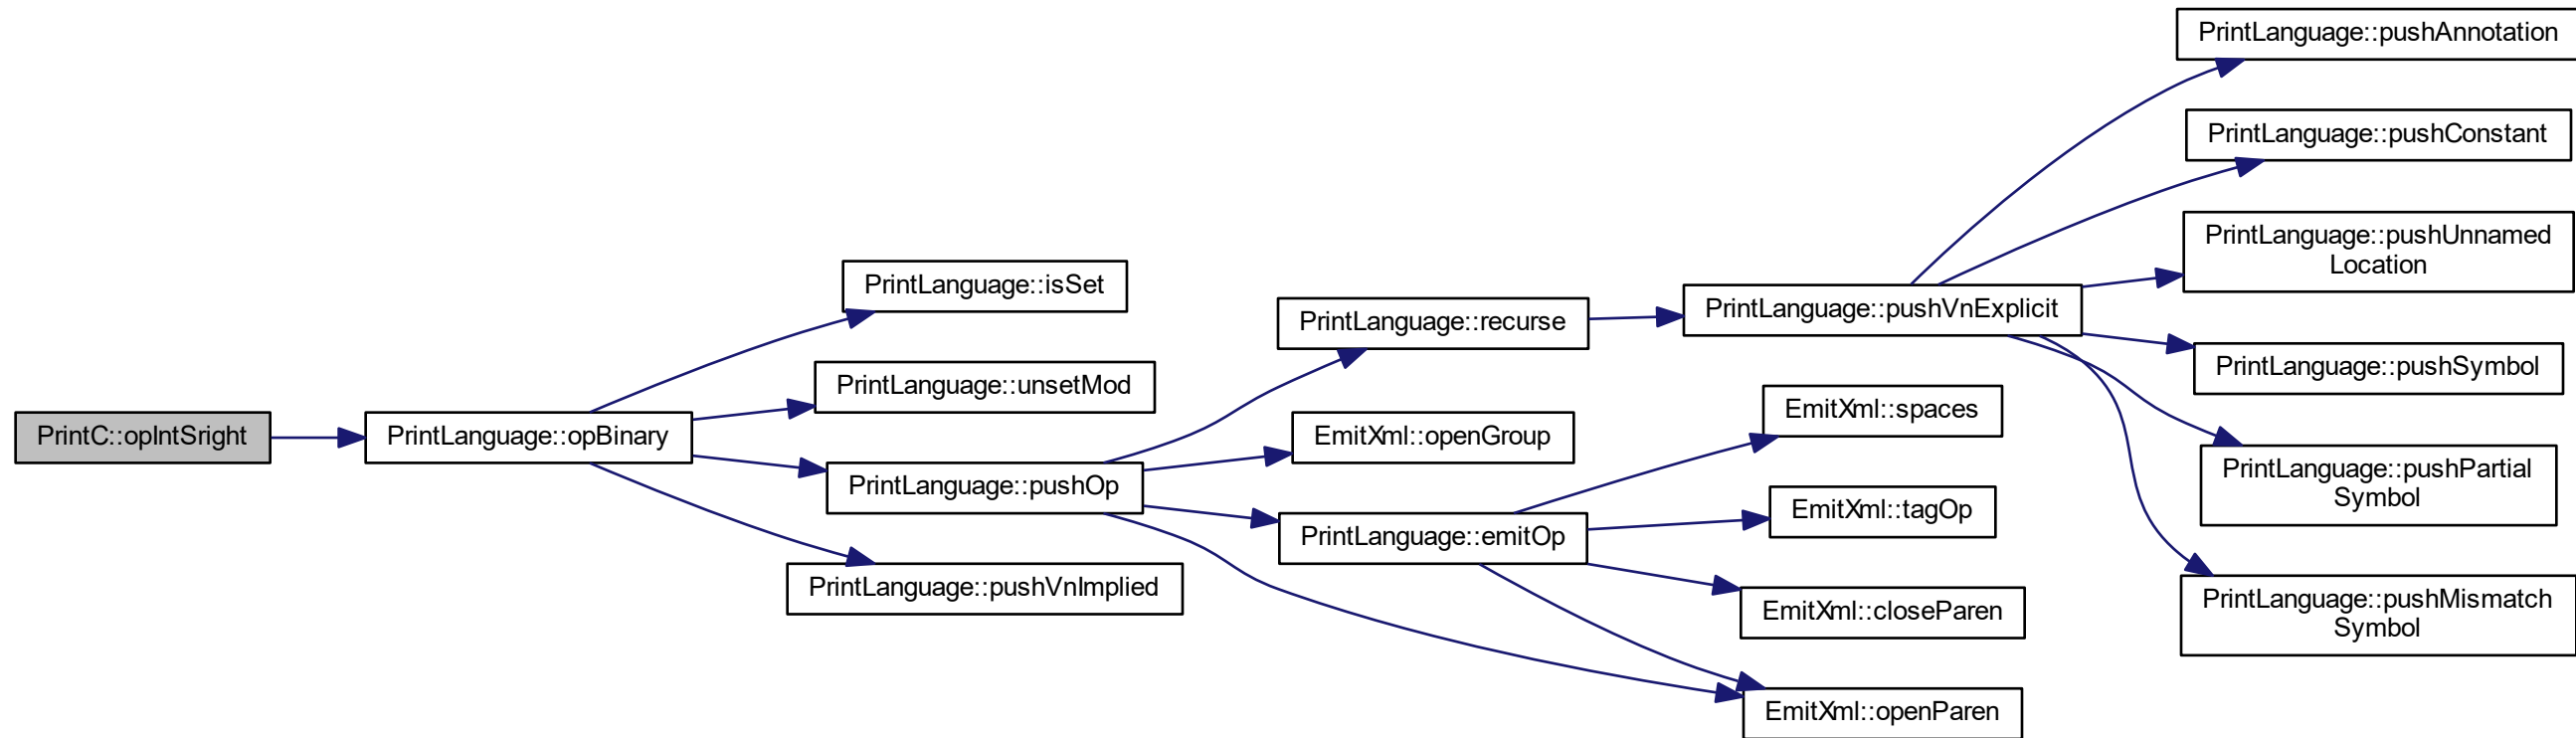 PrintC::opIntSright
PrintLanguage::opBinary
PrintLanguage::isSet
PrintLanguage::unsetMod
PrintLanguage::pushOp
PrintLanguage::pushVnImplied
PrintLanguage::recurse
EmitXml::openGroup
PrintLanguage::emitOp
PrintLanguage::pushVnExplicit
EmitXml::spaces
EmitXml::tagOp
EmitXml::closeParen
EmitXml::openParen
PrintLanguage::pushAnnotation
PrintLanguage::pushConstant
PrintLanguage::pushUnnamed
Location
PrintLanguage::pushSymbol
PrintLanguage::pushPartial
Symbol
PrintLanguage::pushMismatch
Symbol